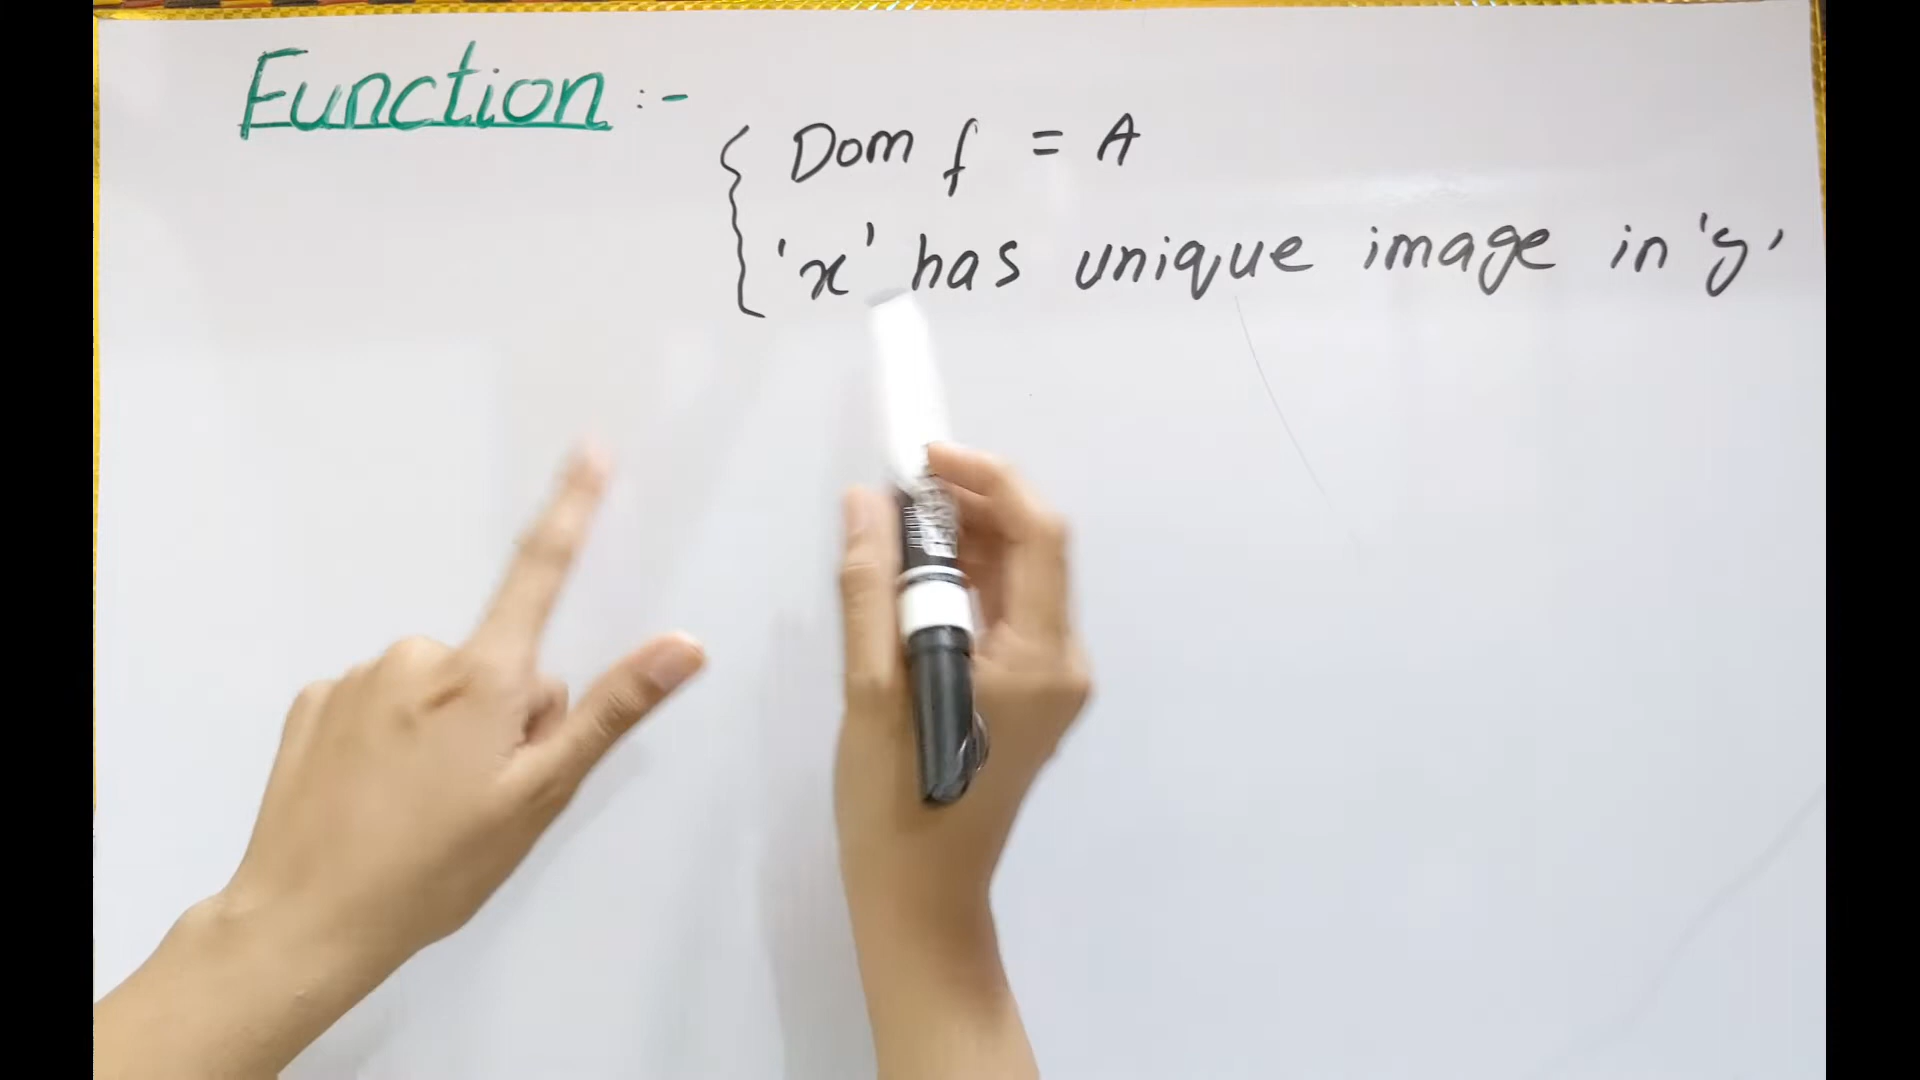 Function :-
Dom f = A
'x' has unique image in 'y'